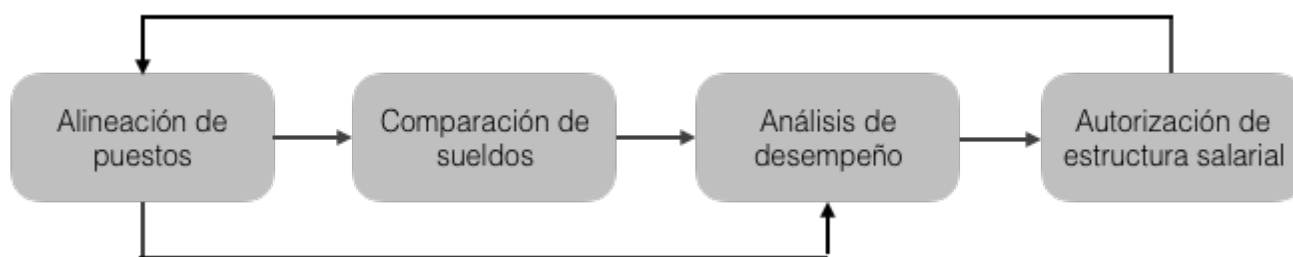 Alineación de
puestos
Comparación de
sueldos
Análisis de
desempeño
Autorización de
estructura salarial